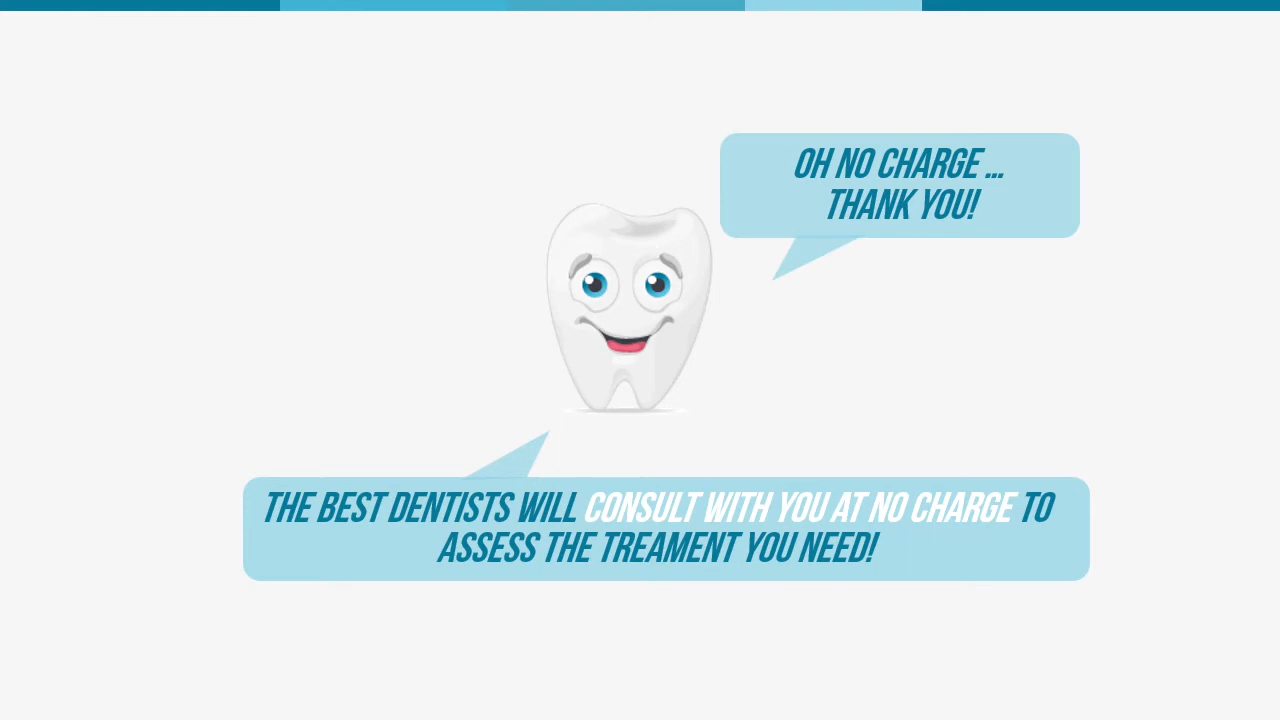 OH NO CHARGE ...
THANK YOU!
THE BEST DENTISTS WILL CONSULT WITH YOU AT NO CHARGE TO
ASSESS THE TREAMENT YOU NEED!